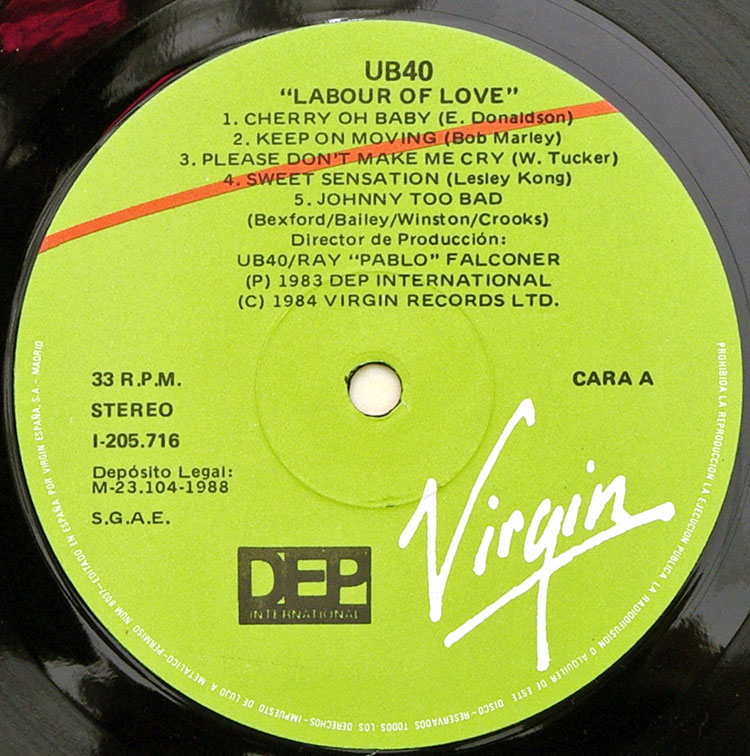 UB40
"LABOUR OF LOVE"
1. CHERRY OH BABY (E. Donaldson)
2. KEEP ON MOVING (Bob Marley)
3. PLEASE DON'T MAKE ME CRY (W. Tucker)
4. SWEET SENSATION (Lesley Kong)
5. JOHNNY TOO BAD
(Bexford/Bailey/Winston/Crooks)
Director de Producción:
UB40/RAY "PABLO" FALCONER
(P) 1983 DEP INTERNATIONAL
(C) 1984 VIRGIN RECORDS LTD.
33 R.P.M.
STEREO
I-205.716
Depósito Legal:
M-23.104-1988
S.G.A.E.
CARA A
Virgin
DEP
INTERNATIONAL
PROHIBIDA LA REPRODUCCION LA EJECUCION PUBLICA LA RADIODIFUSION O ALQUILER DE ESTE DISCO-RESERVADOS TODOS LOS DERECHOS-IMPUESTO DE LUJO A METALICO-PERMISO NUM 8037-EDITADO EN ESPAÑA POR VIRGIN ESPAÑA, S.A. - MADRID